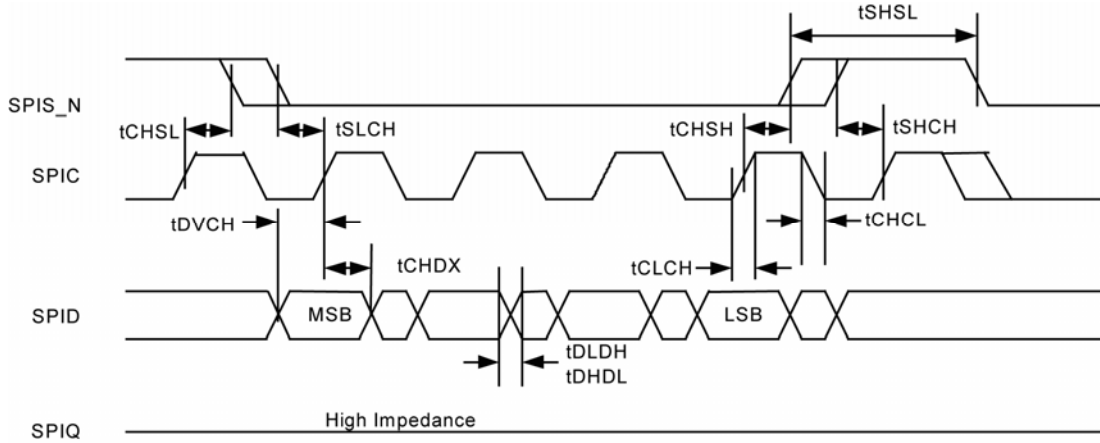 tSHSL
SPIS_N
tCHSL
tSLCH
tCHSH
tSHCH
SPIC
tDVCH
tCHCL
tCHDX
tCLCH
SPID
MSB
LSB
tDLDH
tDHDL
High Impedance
SPIQ